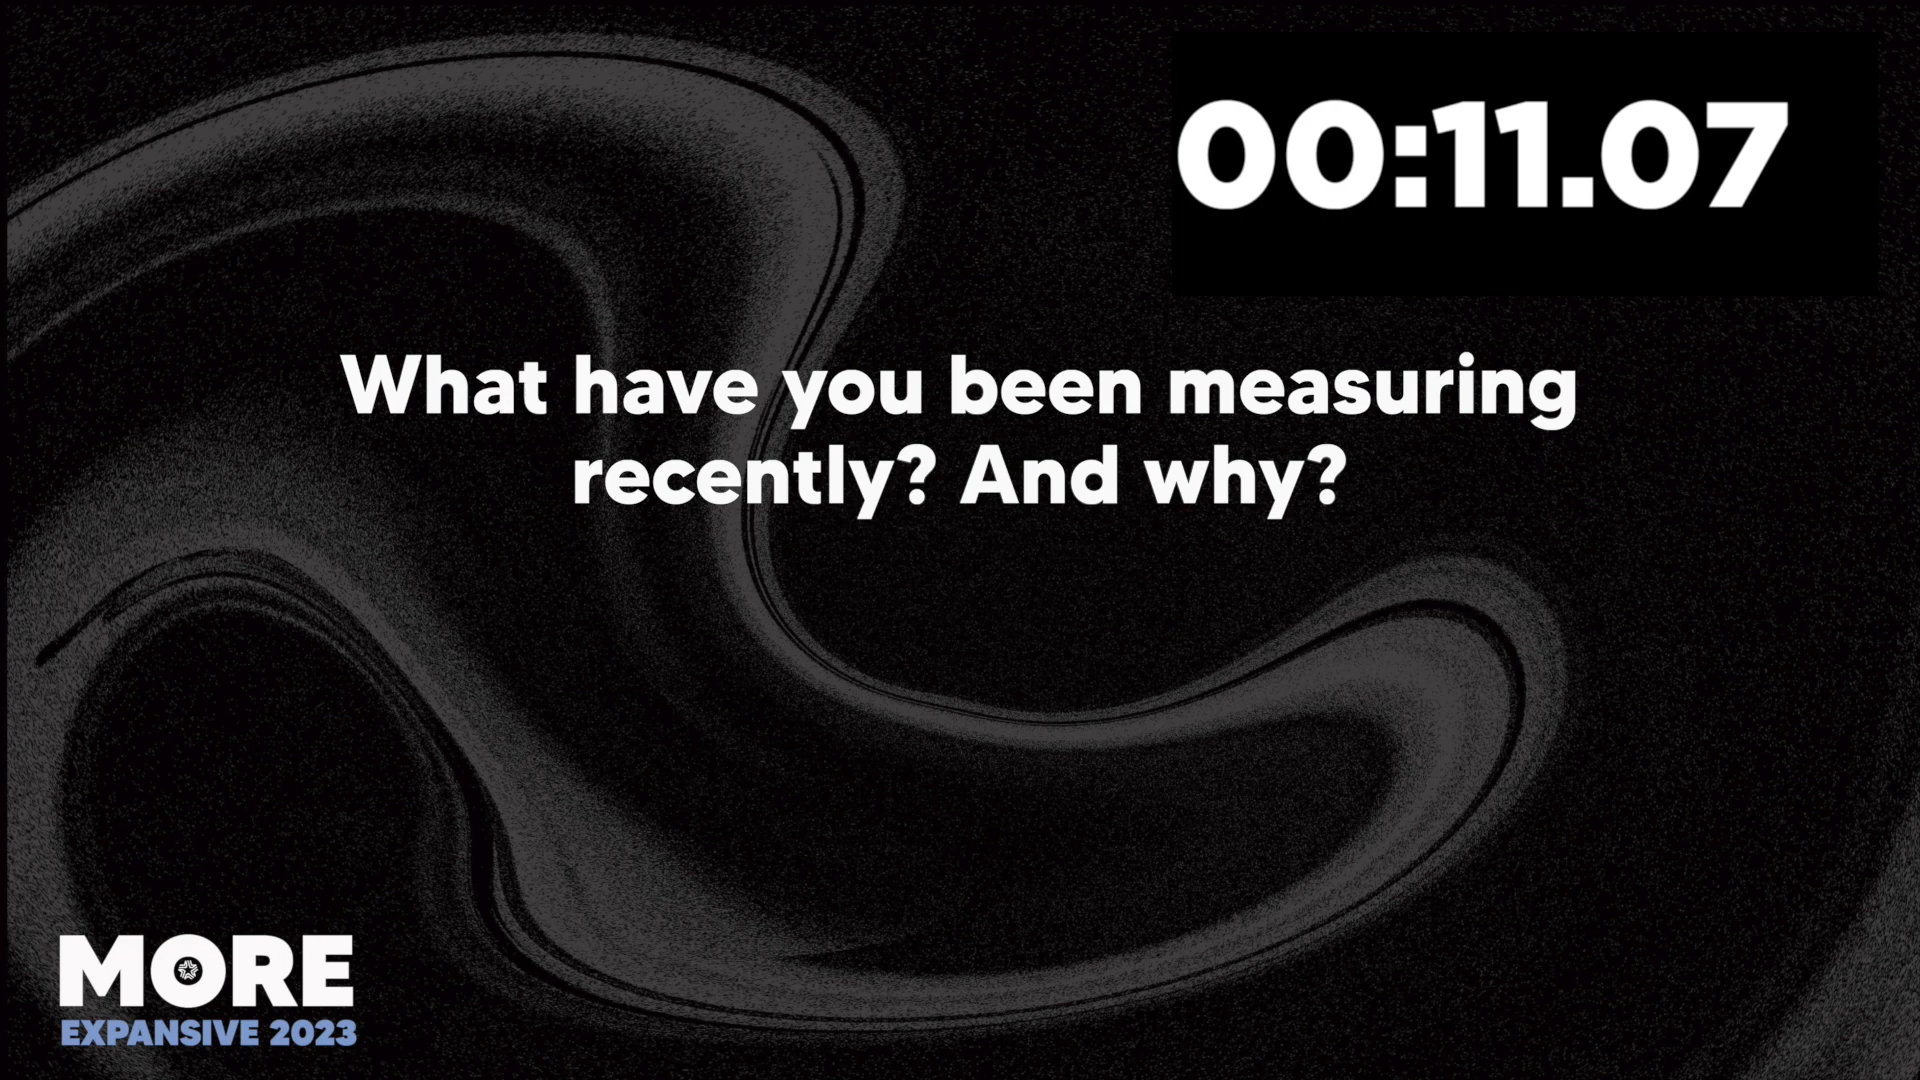 00:11.07
What have you been measuring
recently? And why?
MORE
EXPANSIVE 2023